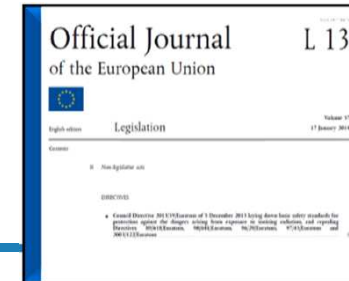 Official Journal
L 13
of the European Union
Volume 57
English edition
Legislation
17 January 2014
Contents
II Non-legislative acts
DIRECTIVES
Council Directive 2013/59/Euratom of 5 December 2013 laying down basic safety standards for
protection against the dangers arising from exposure to ionising radiation, and repealing
Directives 89/618/Euratom, 90/641/Euratom, 96/29/Euratom, 97/43/Euratom and
2003/122/Euratom